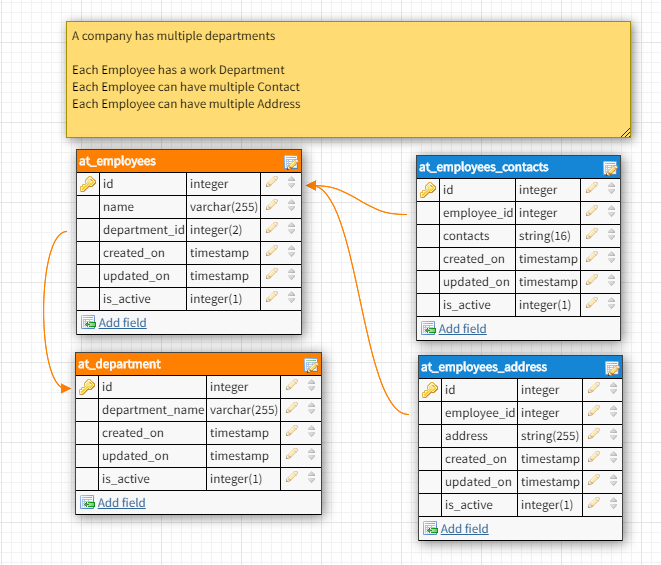 A company has multiple departments
Each Employee has a work Department
Each Employee can have multiple Contact
Each Employee can have multiple Address
at_employees
id integer
name varchar(255)
department_id integer(2)
created_on timestamp
updated_on timestamp
is_active integer(1)
Add field
at_department
id integer
department_name varchar(255)
created_on timestamp
updated_on timestamp
is_active integer(1)
Add field
at_employees_contacts
id integer
employee_id integer
contacts string(16)
created_on timestamp
updated_on timestamp
is_active integer(1)
Add field
at_employees_address
id integer
employee_id integer
address string(255)
created_on timestamp
updated_on timestamp
is_active integer(1)
Add field